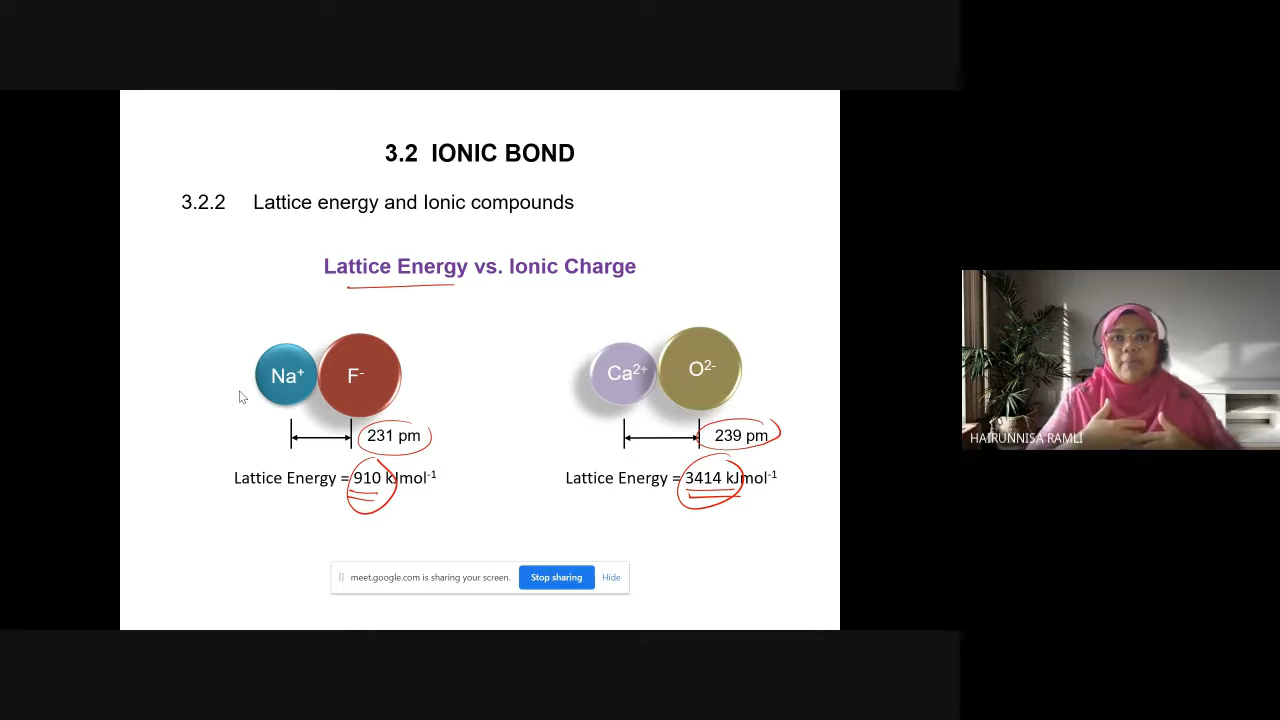 3.2 IONIC BOND
3.2.2 Lattice energy and Ionic compounds
Lattice Energy vs. Ionic Charge
Na⁺ F⁻ Ca²⁺ O²⁻
231 pm 239 pm
Lattice Energy = 910 kJmol⁻¹ Lattice Energy = 3414 kJmol⁻¹
HAIRUNNISA RAMLI
meet.google.com is sharing your screen. Stop sharing Hide